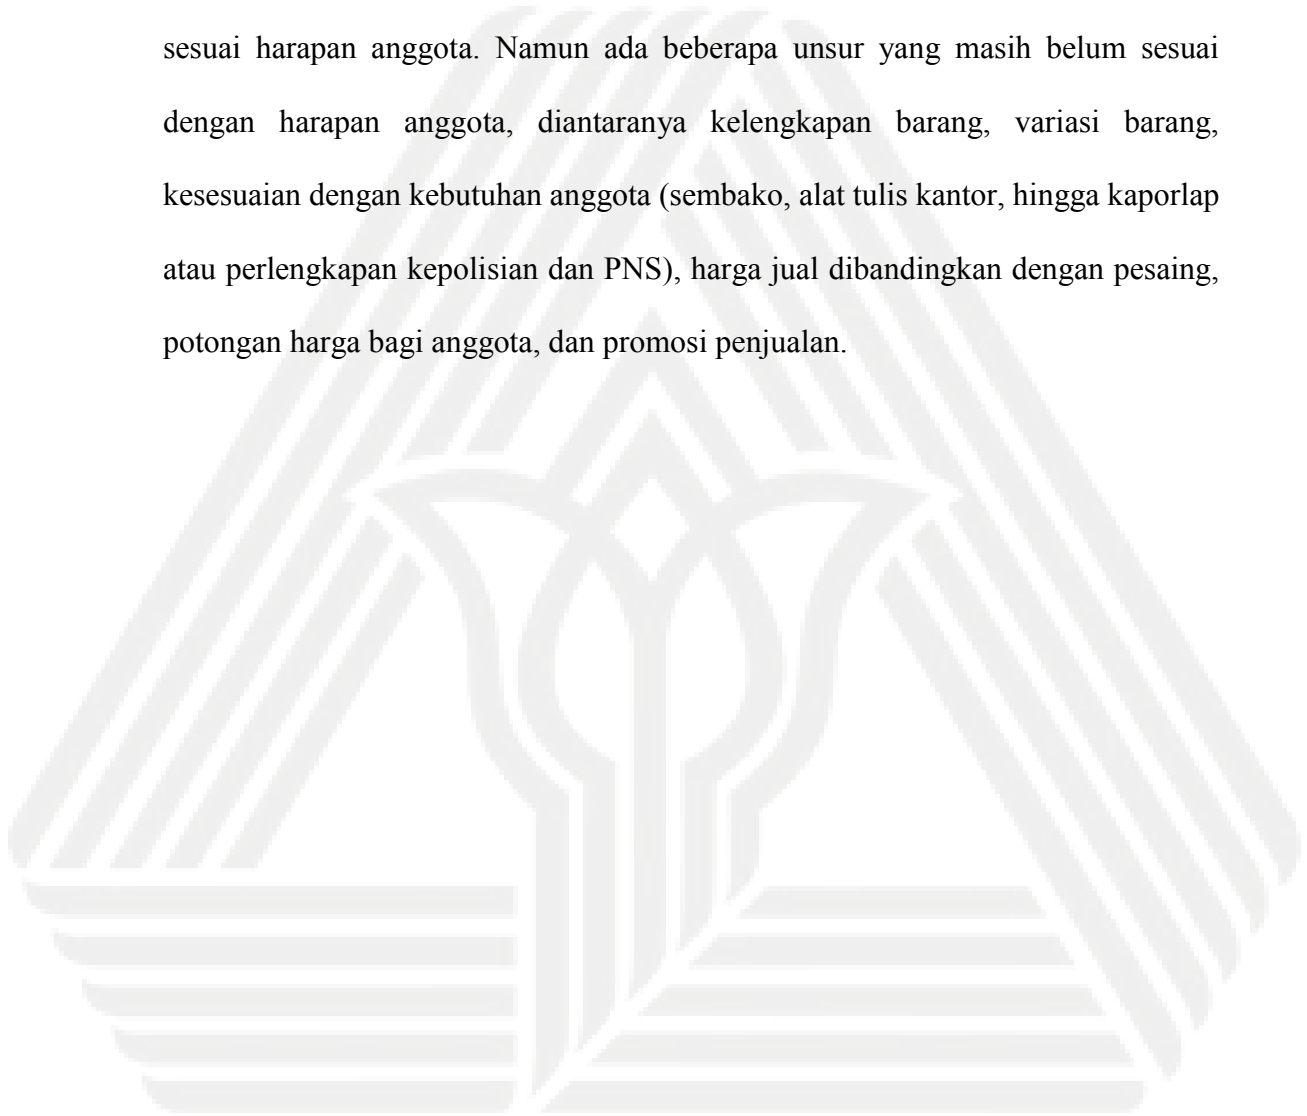 sesuai harapan anggota. Namun ada beberapa unsur yang masih belum sesuai
dengan harapan anggota, diantaranya kelengkapan barang, variasi barang,
kesesuaian dengan kebutuhan anggota (sembako, alat tulis kantor, hingga kaporlap
atau perlengkapan kepolisian dan PNS), harga jual dibandingkan dengan pesaing,
potongan harga bagi anggota, dan promosi penjualan.